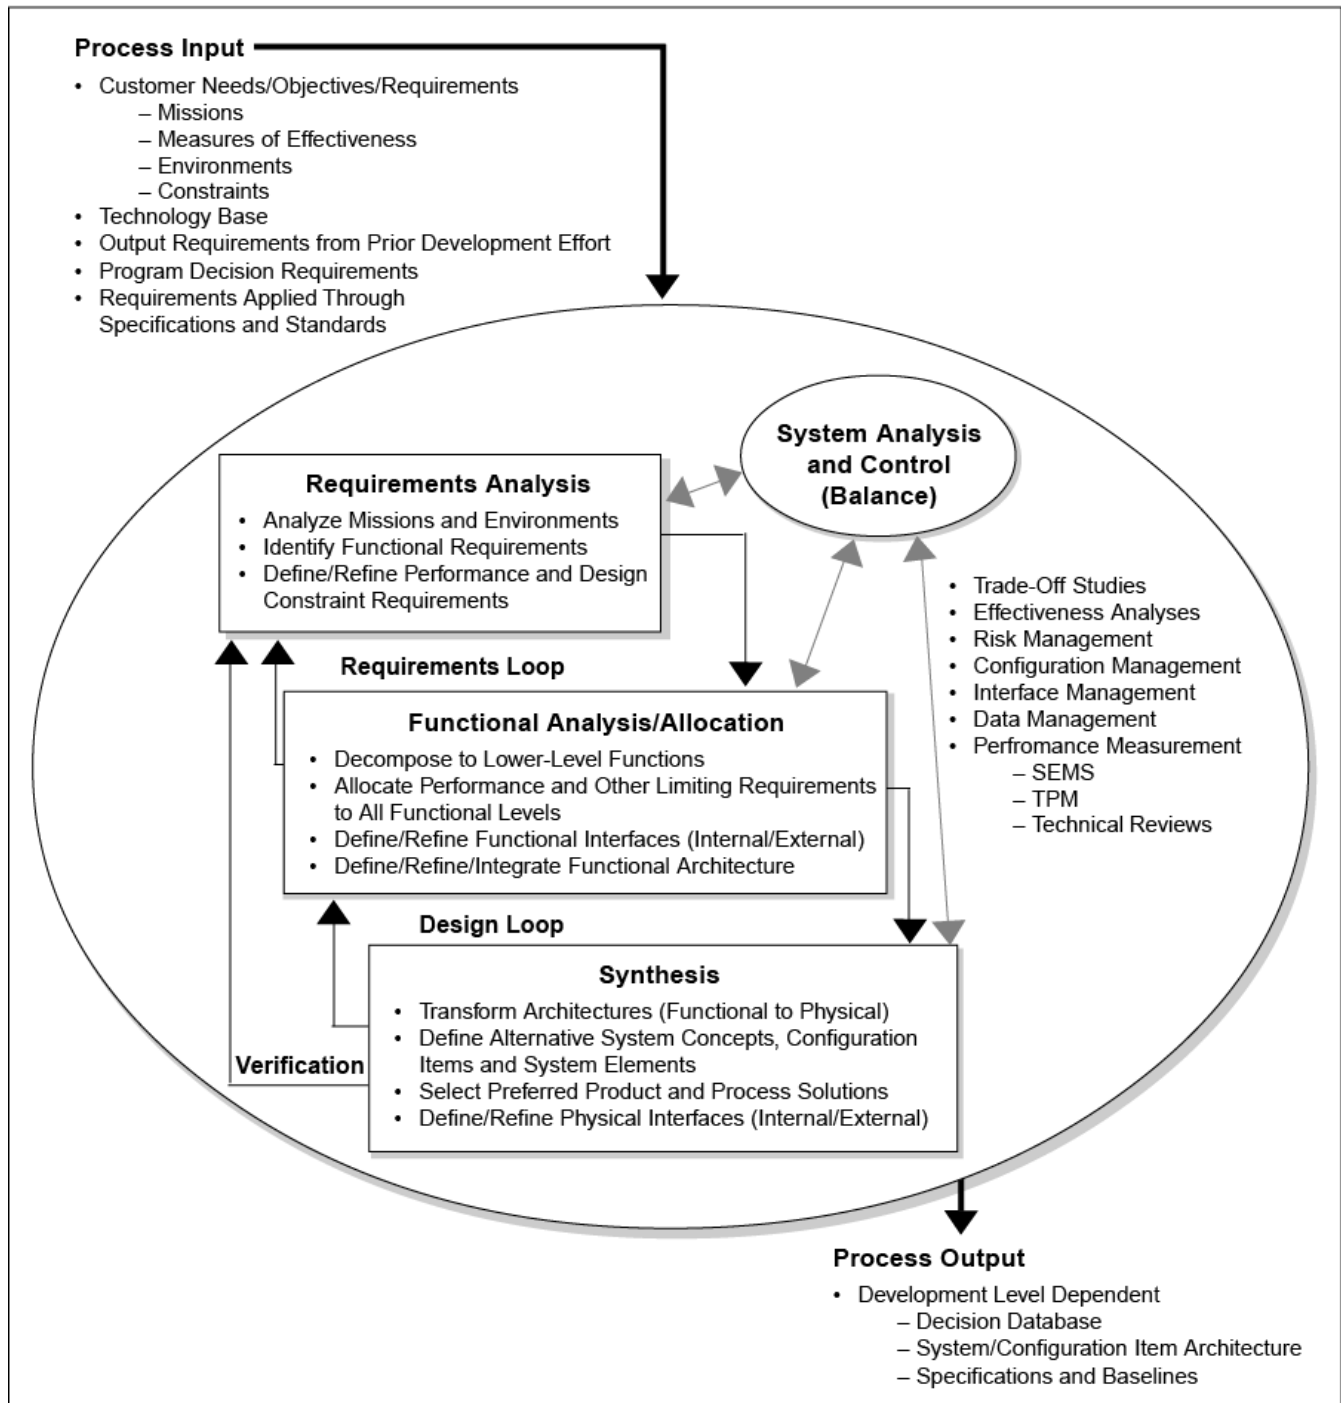 Process Input
• Customer Needs/Objectives/Requirements
– Missions
– Measures of Effectiveness
– Environments
– Constraints
• Technology Base
• Output Requirements from Prior Development Effort
• Program Decision Requirements
• Requirements Applied Through
Specifications and Standards
System Analysis
and Control
(Balance)
Requirements Analysis
• Analyze Missions and Environments
• Identify Functional Requirements
• Define/Refine Performance and Design
Constraint Requirements
• Trade-Off Studies
• Effectiveness Analyses
• Risk Management
• Configuration Management
• Interface Management
• Data Management
• Perfromance Measurement
– SEMS
– TPM
– Technical Reviews
Requirements Loop
Functional Analysis/Allocation
• Decompose to Lower-Level Functions
• Allocate Performance and Other Limiting Requirements
to All Functional Levels
• Define/Refine Functional Interfaces (Internal/External)
• Define/Refine/Integrate Functional Architecture
Design Loop
Synthesis
• Transform Architectures (Functional to Physical)
• Define Alternative System Concepts, Configuration
Items and System Elements
• Select Preferred Product and Process Solutions
• Define/Refine Physical Interfaces (Internal/External)
Verification
Process Output
• Development Level Dependent
– Decision Database
– System/Configuration Item Architecture
– Specifications and Baselines